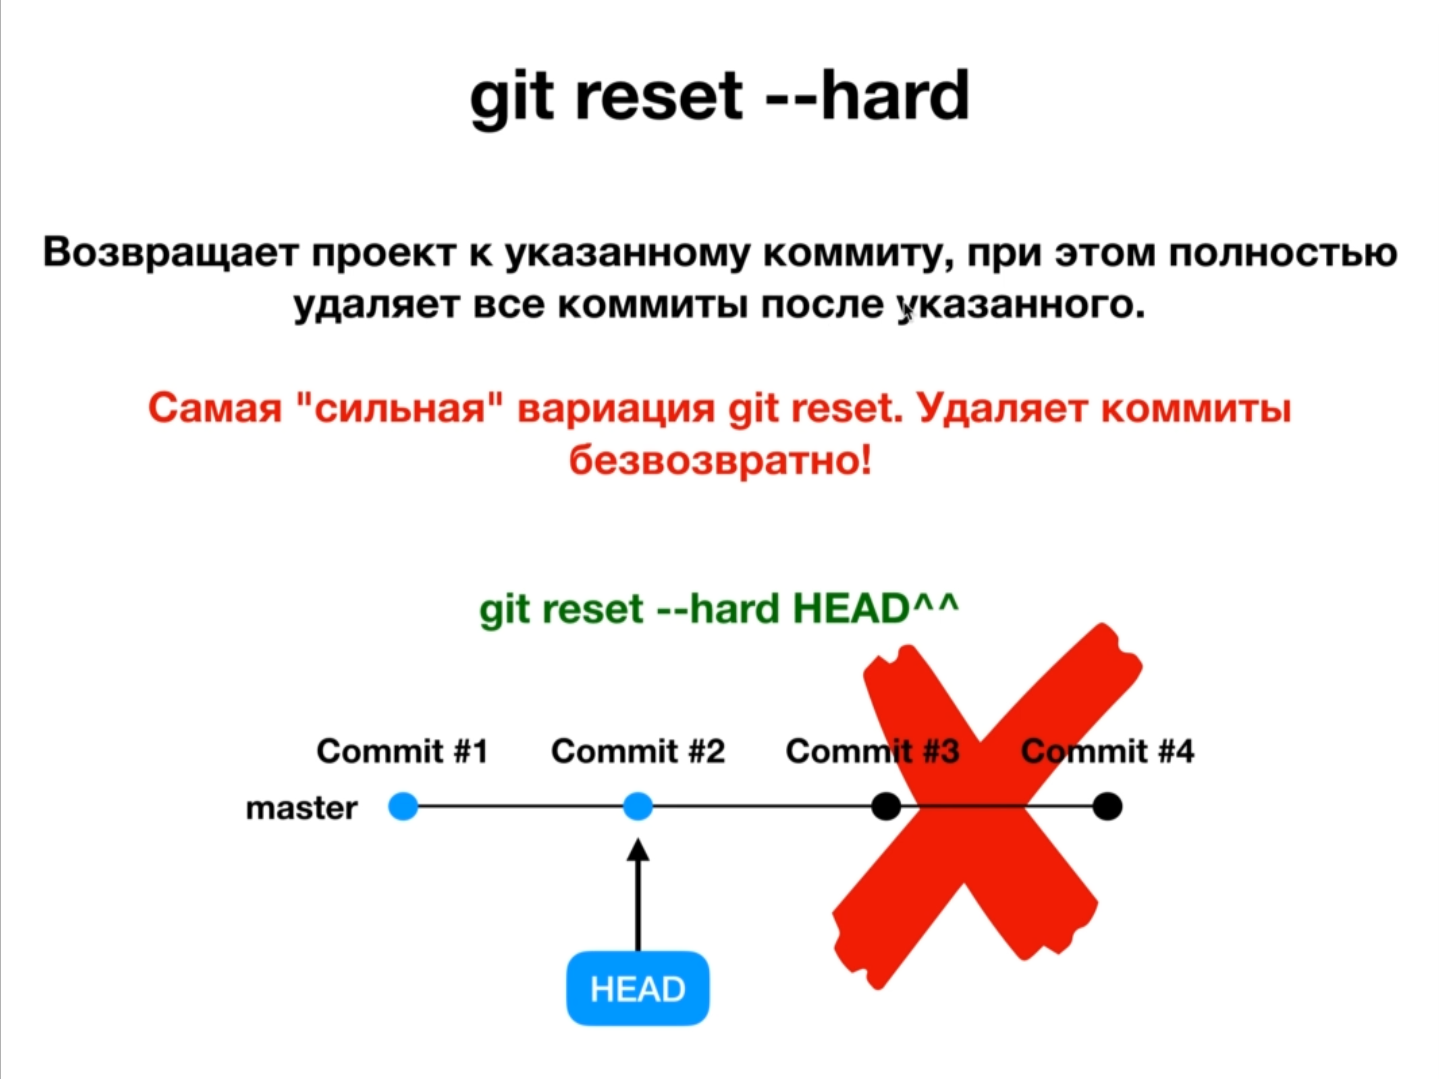 git reset --hard
Возвращает проект к указанному коммиту, при этом полностью
удаляет все коммиты после указанного.
Самая "сильная" вариация git reset. Удаляет коммиты
безвозвратно!
git reset --hard HEAD^^
Commit #1 Commit #2 Commit #3 Commit #4
master
HEAD